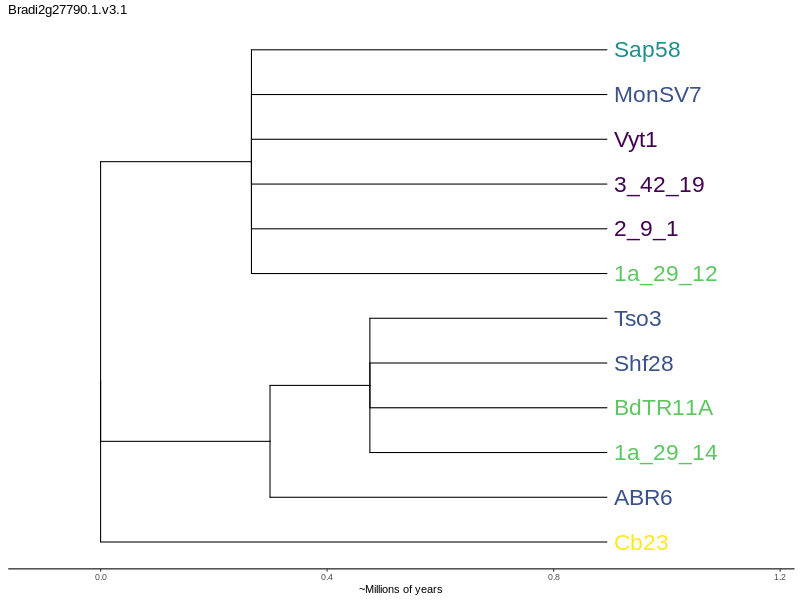 Bradi2g27790.1.v3.1
Sap58
MonSV7
Vyt1
3_42_19
2_9_1
1a_29_12
Tso3
Shf28
BdTR11A
1a_29_14
ABR6
Cb23
0.0 0.4 0.8 1.2
~Millions of years